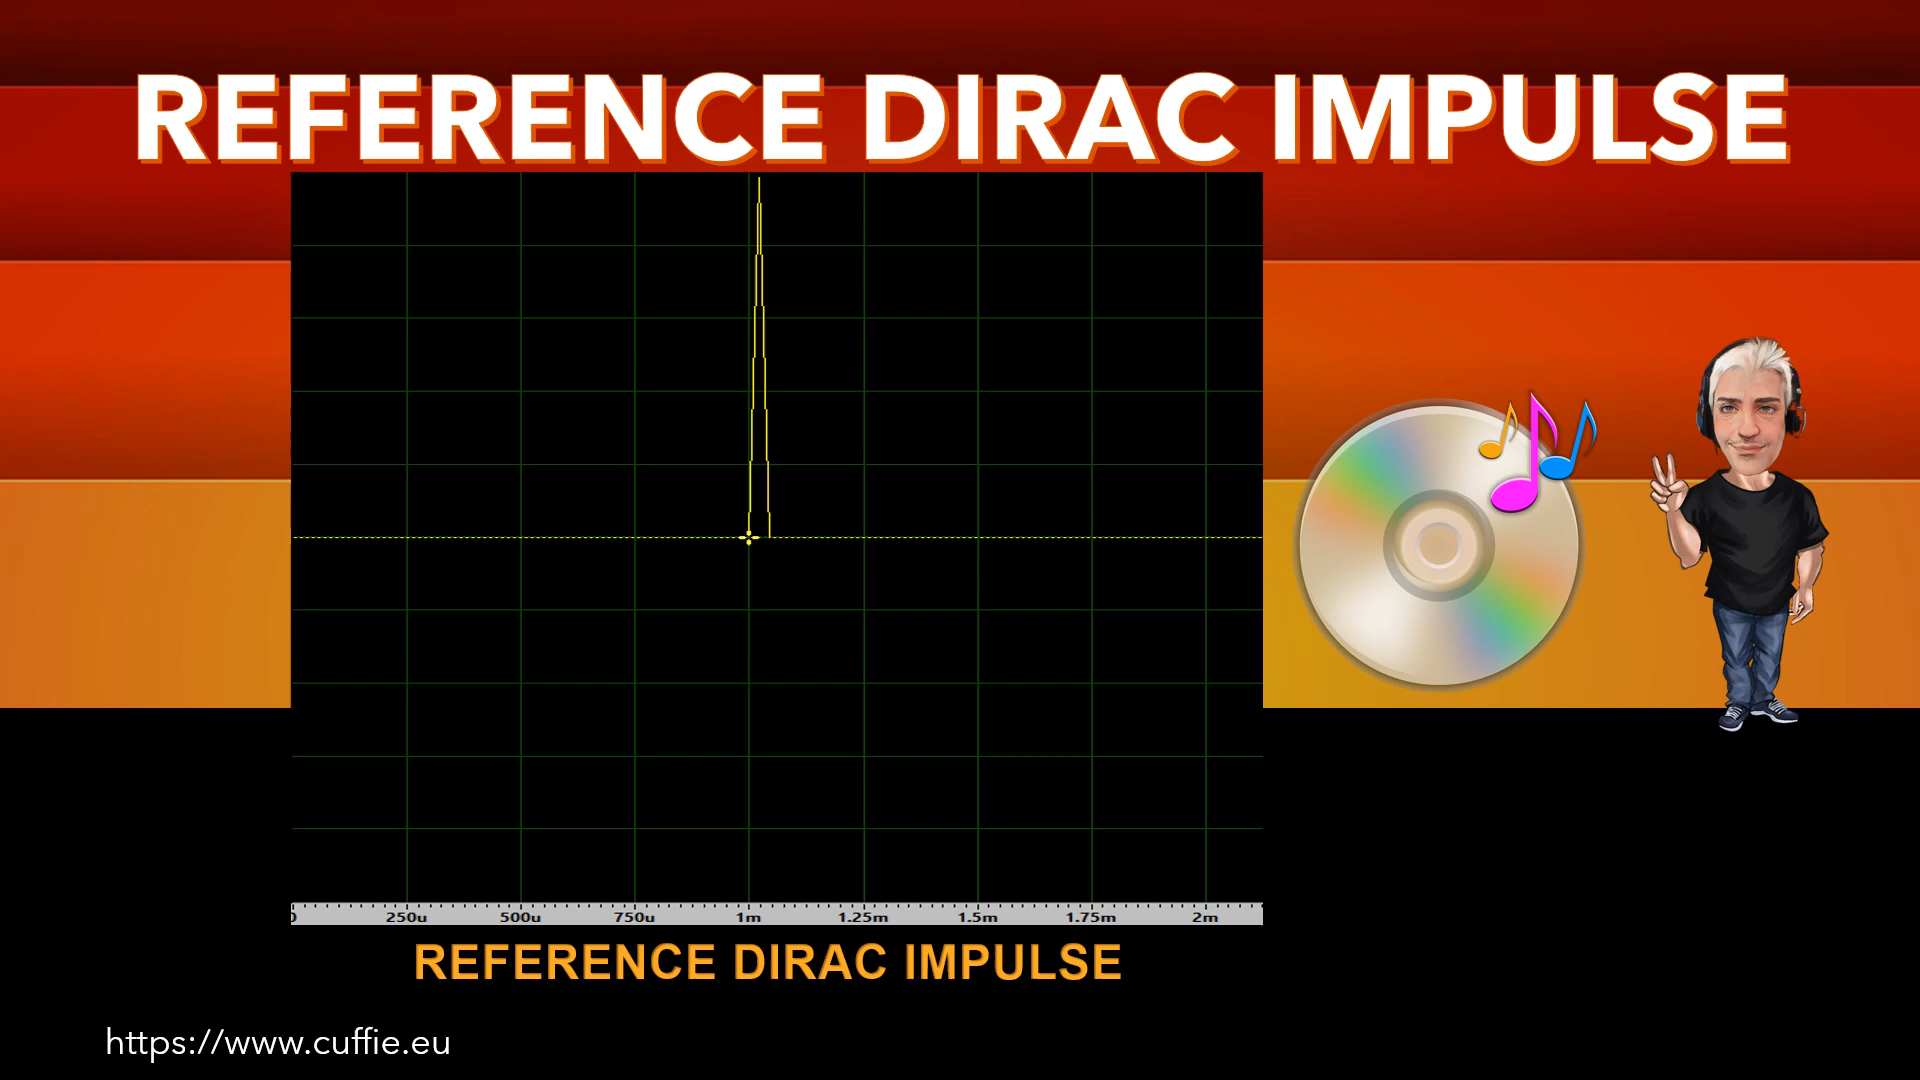 REFERENCE DIRAC IMPULSE
0 250u 500u 750u 1m 1.25m 1.5m 1.75m 2m
REFERENCE DIRAC IMPULSE
https://www.cuffie.eu